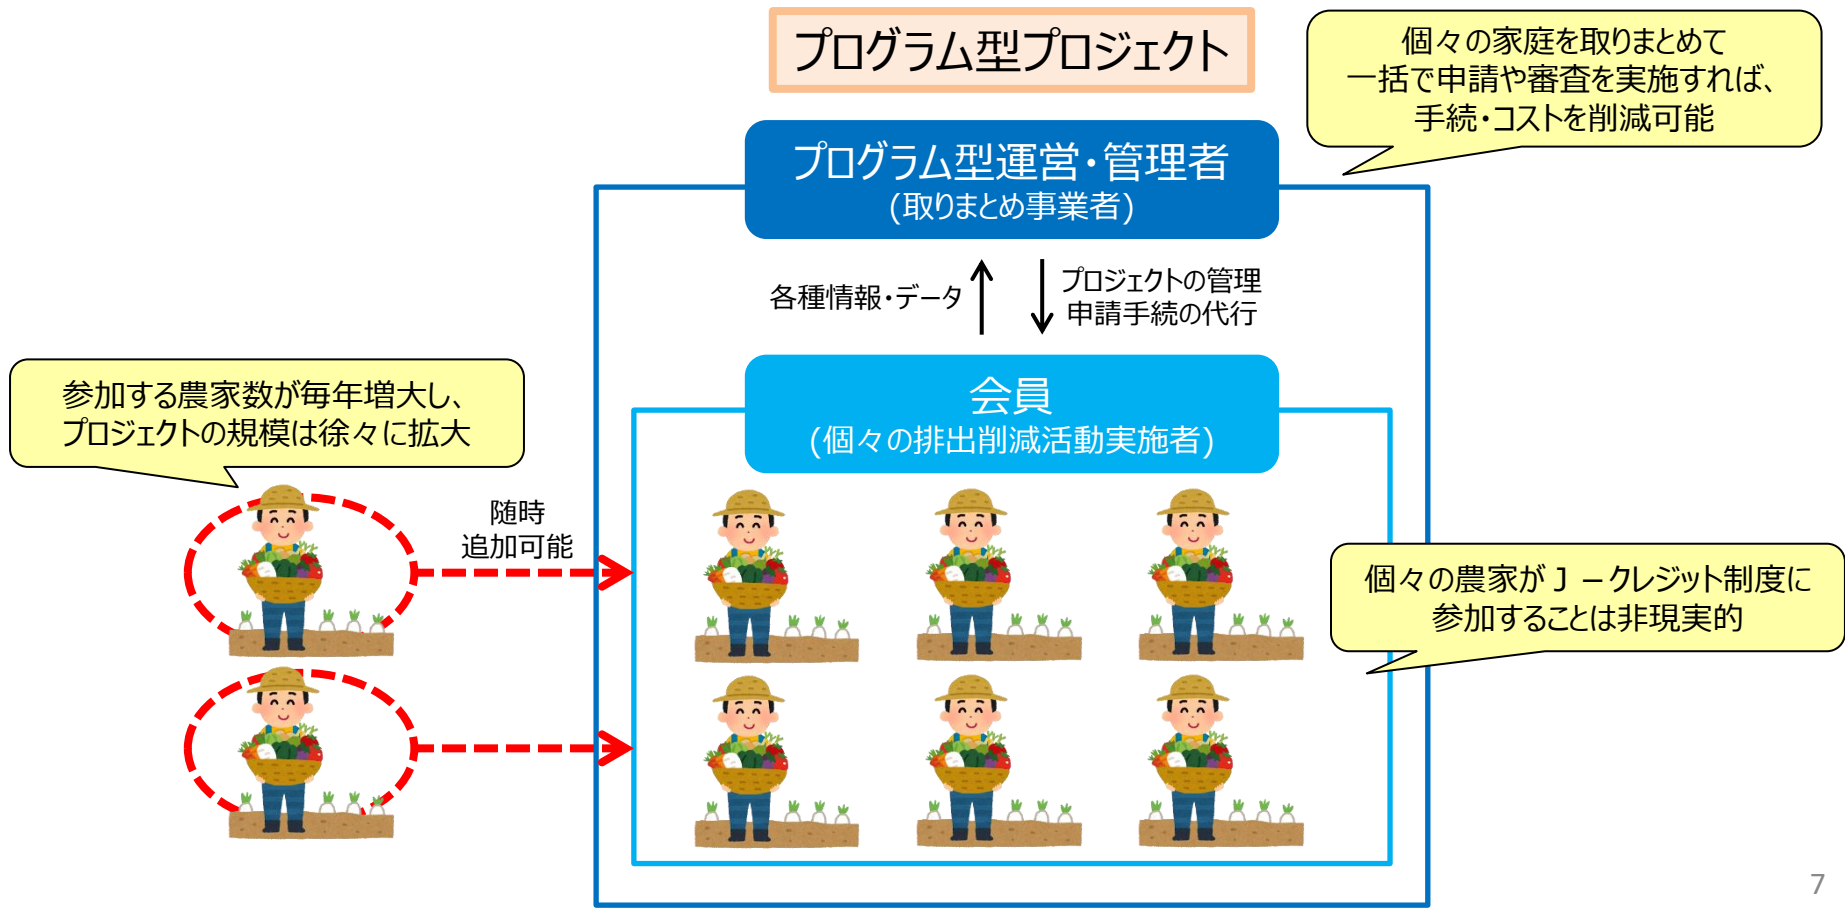 プログラム型プロジェクト
個々の家庭を取りまとめて
一括で申請や審査を実施すれば、
手続・コストを削減可能
プログラム型運営・管理者
(取りまとめ事業者)
各種情報・データ
プロジェクトの管理
申請手続の代行
参加する農家数が毎年増大し、
プロジェクトの規模は徐々に拡大
会員
(個々の排出削減活動実施者)
随時
追加可能
個々の農家がJ-クレジット制度に
参加することは非現実的
7